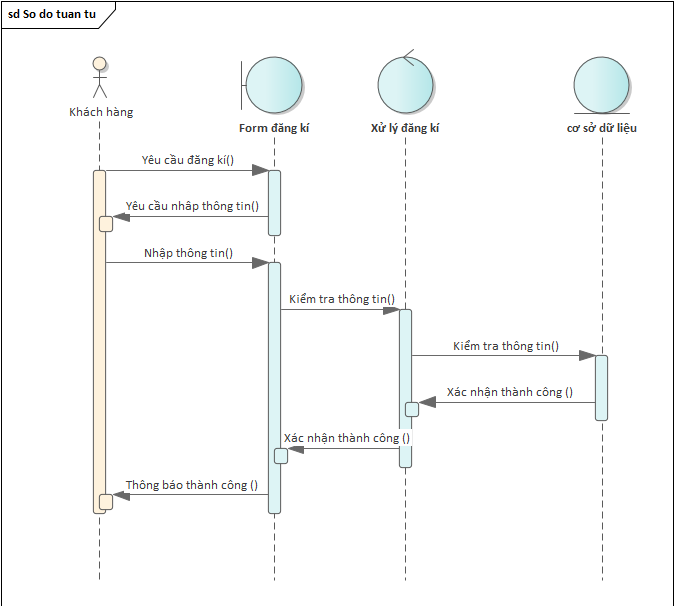 sd So do tuan tu
Khách hàng
Form đăng kí
Xử lý đăng kí
cơ sở dữ liệu
Yêu cầu đăng kí()
Yêu cầu nhâp thông tin()
Nhập thông tin()
Kiểm tra thông tin()
Kiểm tra thông tin()
Xác nhận thành công ()
Xác nhận thành công ()
Thông báo thành công ()